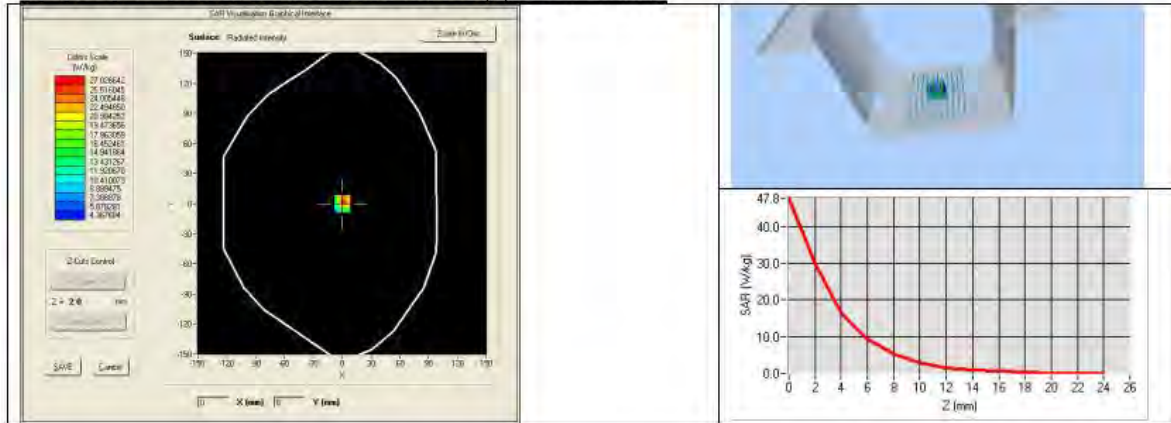 SAR Visualisation Graphical Interface
Surface: Radiated Intensity
Colors Scale
(W/kg)
27.026642
25.516045
24.005448
22.494850
20.984253
19.473656
17.963059
16.452461
14.941864
13.431267
11.920670
10.410073
8.899475
7.388878
5.878281
4.367684
Z-Cuts Control
mm
SAVE
Cancel
150
120
90
60
30
0
-30
-60
-90
-120
-150
Y
-150 -120 -90 -60 -30 0 30 60 90 120 150
X
0 X (mm) 0 Y (mm)
47.8
40.0
30.0
20.0
10.0
0.0
SAR (W/kg)
0 2 4 6 8 10 12 14 16 18 20 22 24 26
Z (mm)